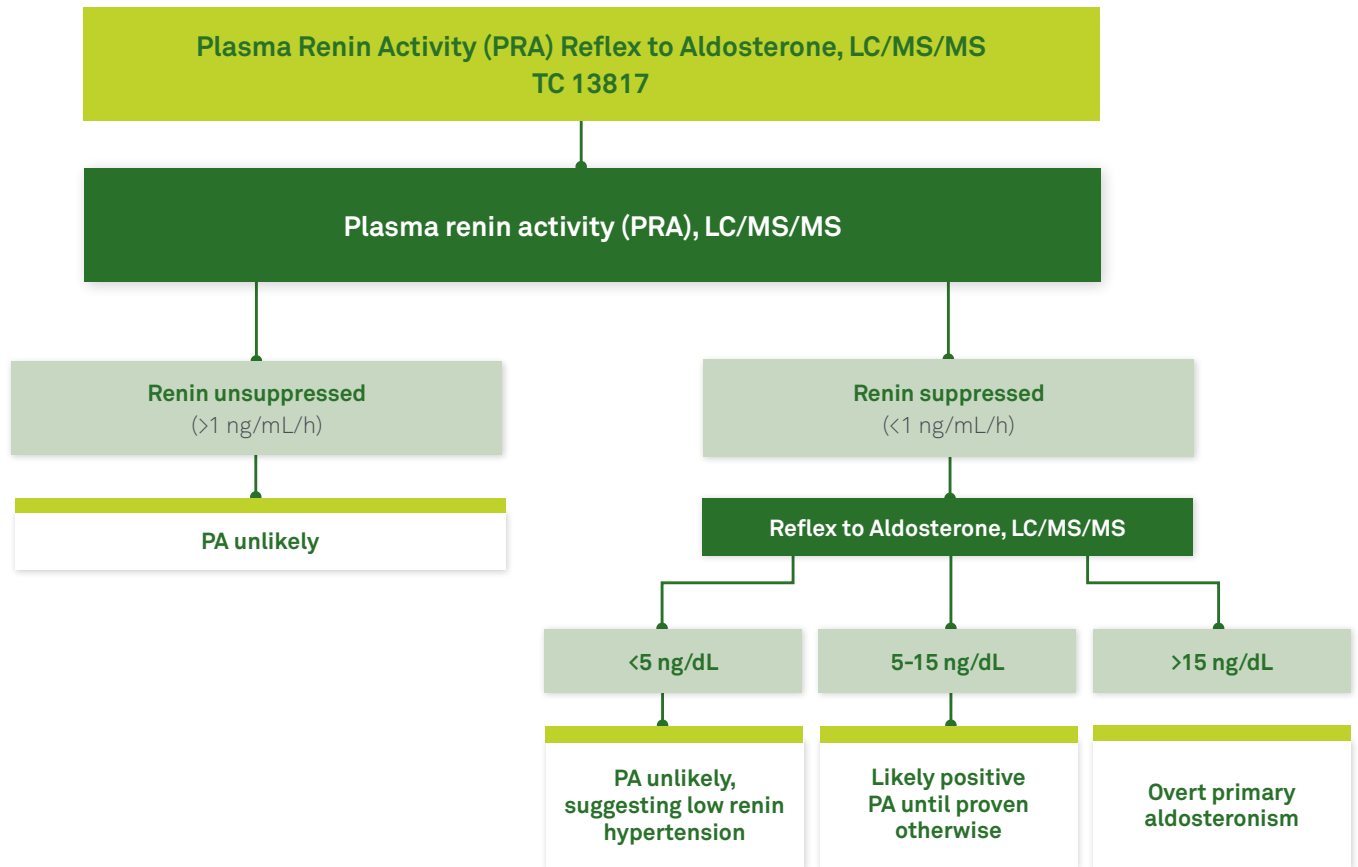 Plasma Renin Activity (PRA) Reflex to Aldosterone, LC/MS/MS
TC 13817
Plasma renin activity (PRA), LC/MS/MS
Renin unsuppressed
(>1 ng/mL/h)
PA unlikely
Renin suppressed
(<1 ng/mL/h)
Reflex to Aldosterone, LC/MS/MS
<5 ng/dL
5-15 ng/dL
>15 ng/dL
PA unlikely,
suggesting low renin
hypertension
Likely positive
PA until proven
otherwise
Overt primary
aldosteronism